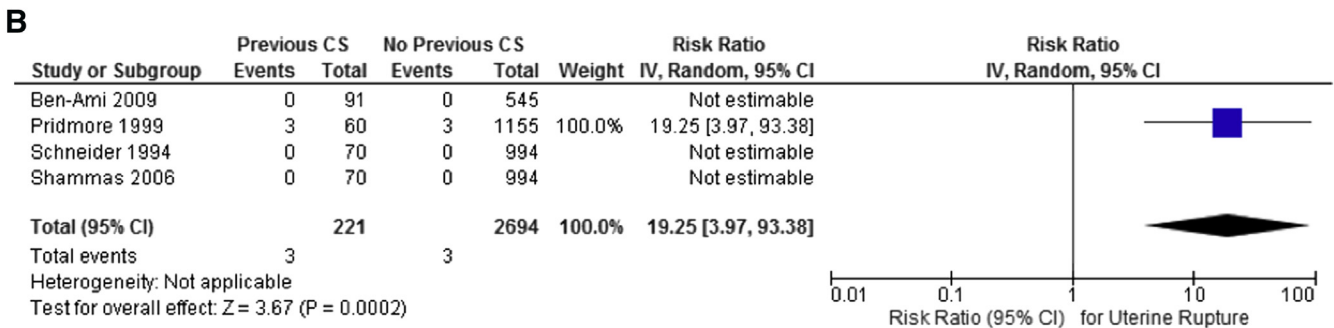 B
Previous CS No Previous CS Risk Ratio Risk Ratio
Study or Subgroup Events Total Events Total Weight IV, Random, 95% CI IV, Random, 95% CI
Ben-Ami 2009 0 91 0 545 Not estimable
Pridmore 1999 3 60 3 1155 100.0% 19.25 [3.97, 93.38]
Schneider 1994 0 70 0 994 Not estimable
Shammas 2006 0 70 0 994 Not estimable
Total (95% CI) 221 2694 100.0% 19.25 [3.97, 93.38]
Total events 3 3
Heterogeneity: Not applicable
Test for overall effect: Z = 3.67 (P = 0.0002)
0.01 0.1 1 10 100
Risk Ratio (95% CI) for Uterine Rupture